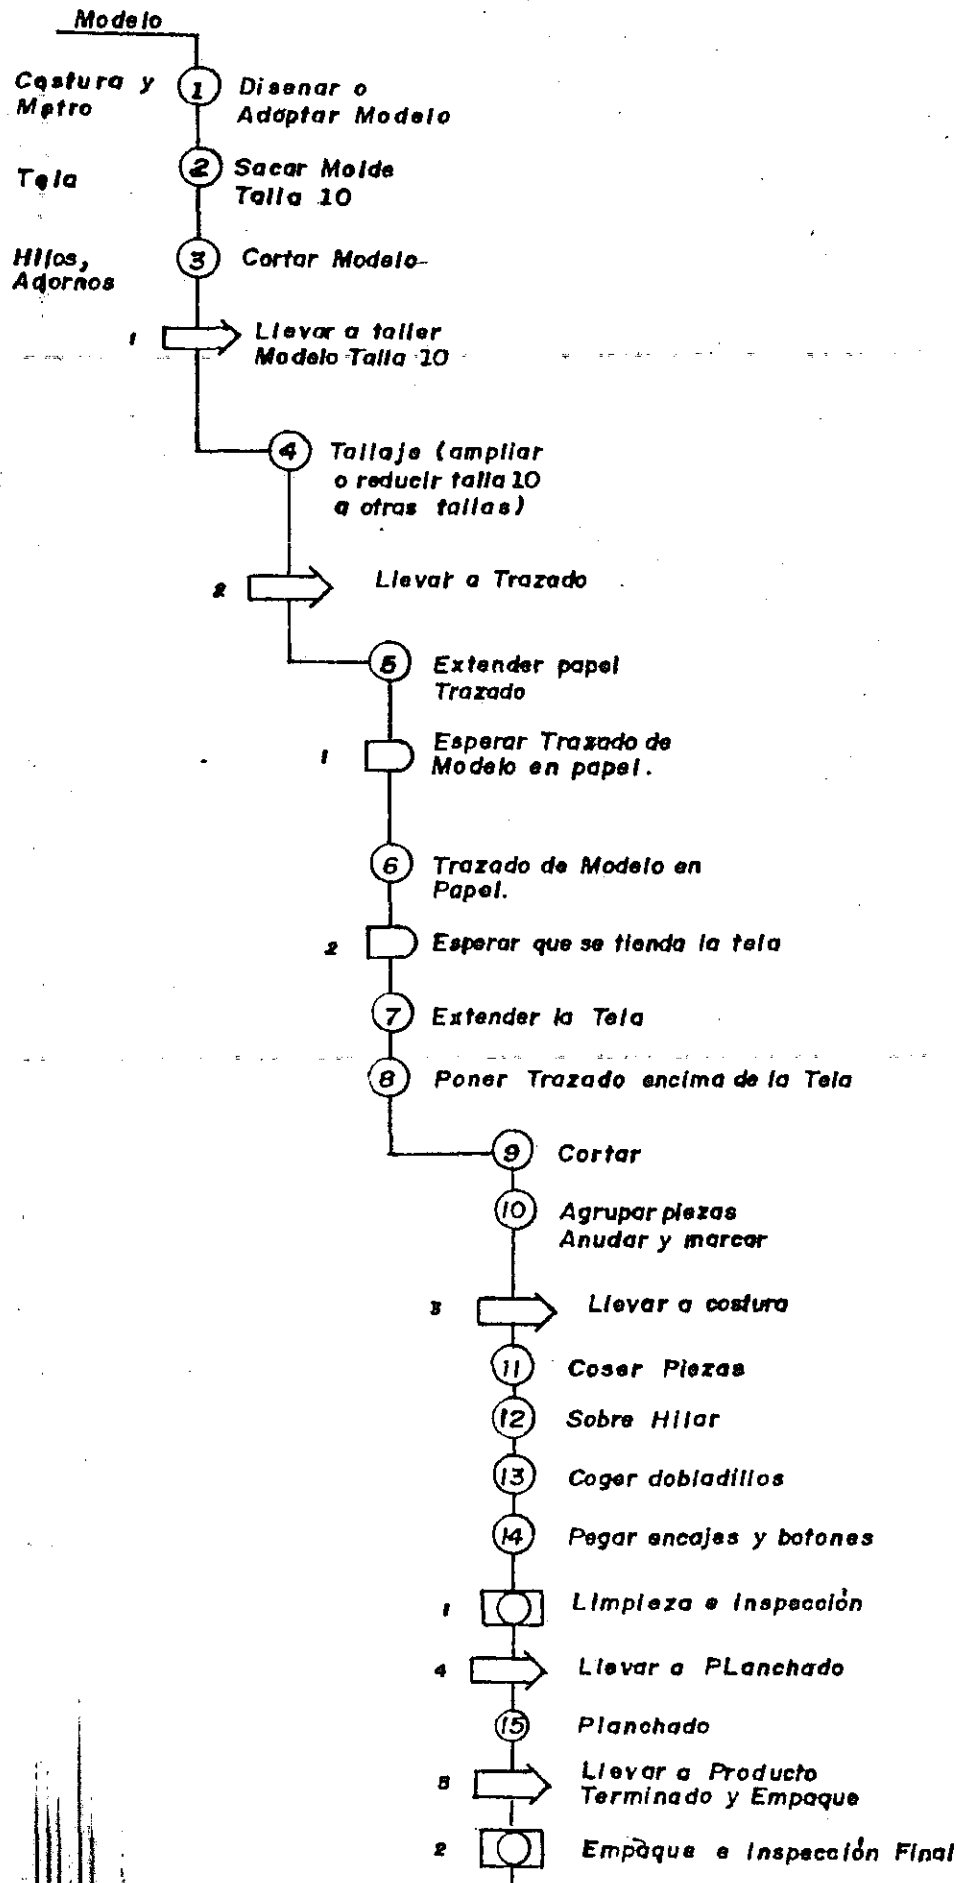 Modelo
Costura y
Metro
1 Disenar o
Adoptar Modelo
Tela
2 Sacar Molde
Talla 10
Hilos,
Adornos
3 Cortar Modelo
1 Llevar a taller
Modelo Talla 10
4 Tallaje (ampliar
o reducir talla 10
a otras tallas)
2 Llevar a Trazado
5 Extender papel
Trazado
1 Esperar Trazado de
Modelo en papel.
6 Trazado de Modelo en
Papel.
2 Esperar que se tienda la tela
7 Extender la Tela
8 Poner Trazado encima de la Tela
9 Cortar
10 Agrupar piezas
Anudar y marcar
3 Llevar a costura
11 Coser Piezas
12 Sobre Hilar
13 Coger dobladillos
14 Pegar encajes y botones
1 Limpieza e inspección
4 Llevar a PLanchado
15 Planchado
5 Llevar a Producto
Terminado y Empaque
2 Empaque e Inspección Final